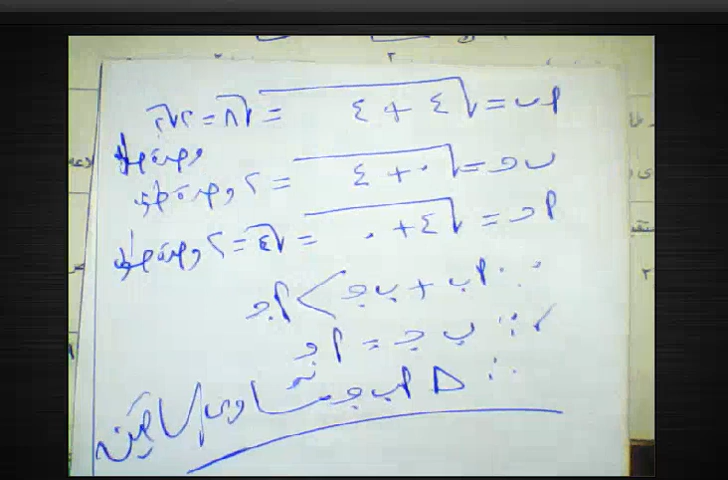 اب = √(٤ + ٤) = √٨ = ٢√٢ وحدة طول
ب جـ = √(٠ + ٤) = ٢ وحدة طول
ا جـ = √(٤ + ٠) = √٤ = ٢ وحدة طول
∵ اب + ب جـ > ا جـ
، ∵ ب جـ = ا جـ
∴ Δ اب جـ متساوى الساقين